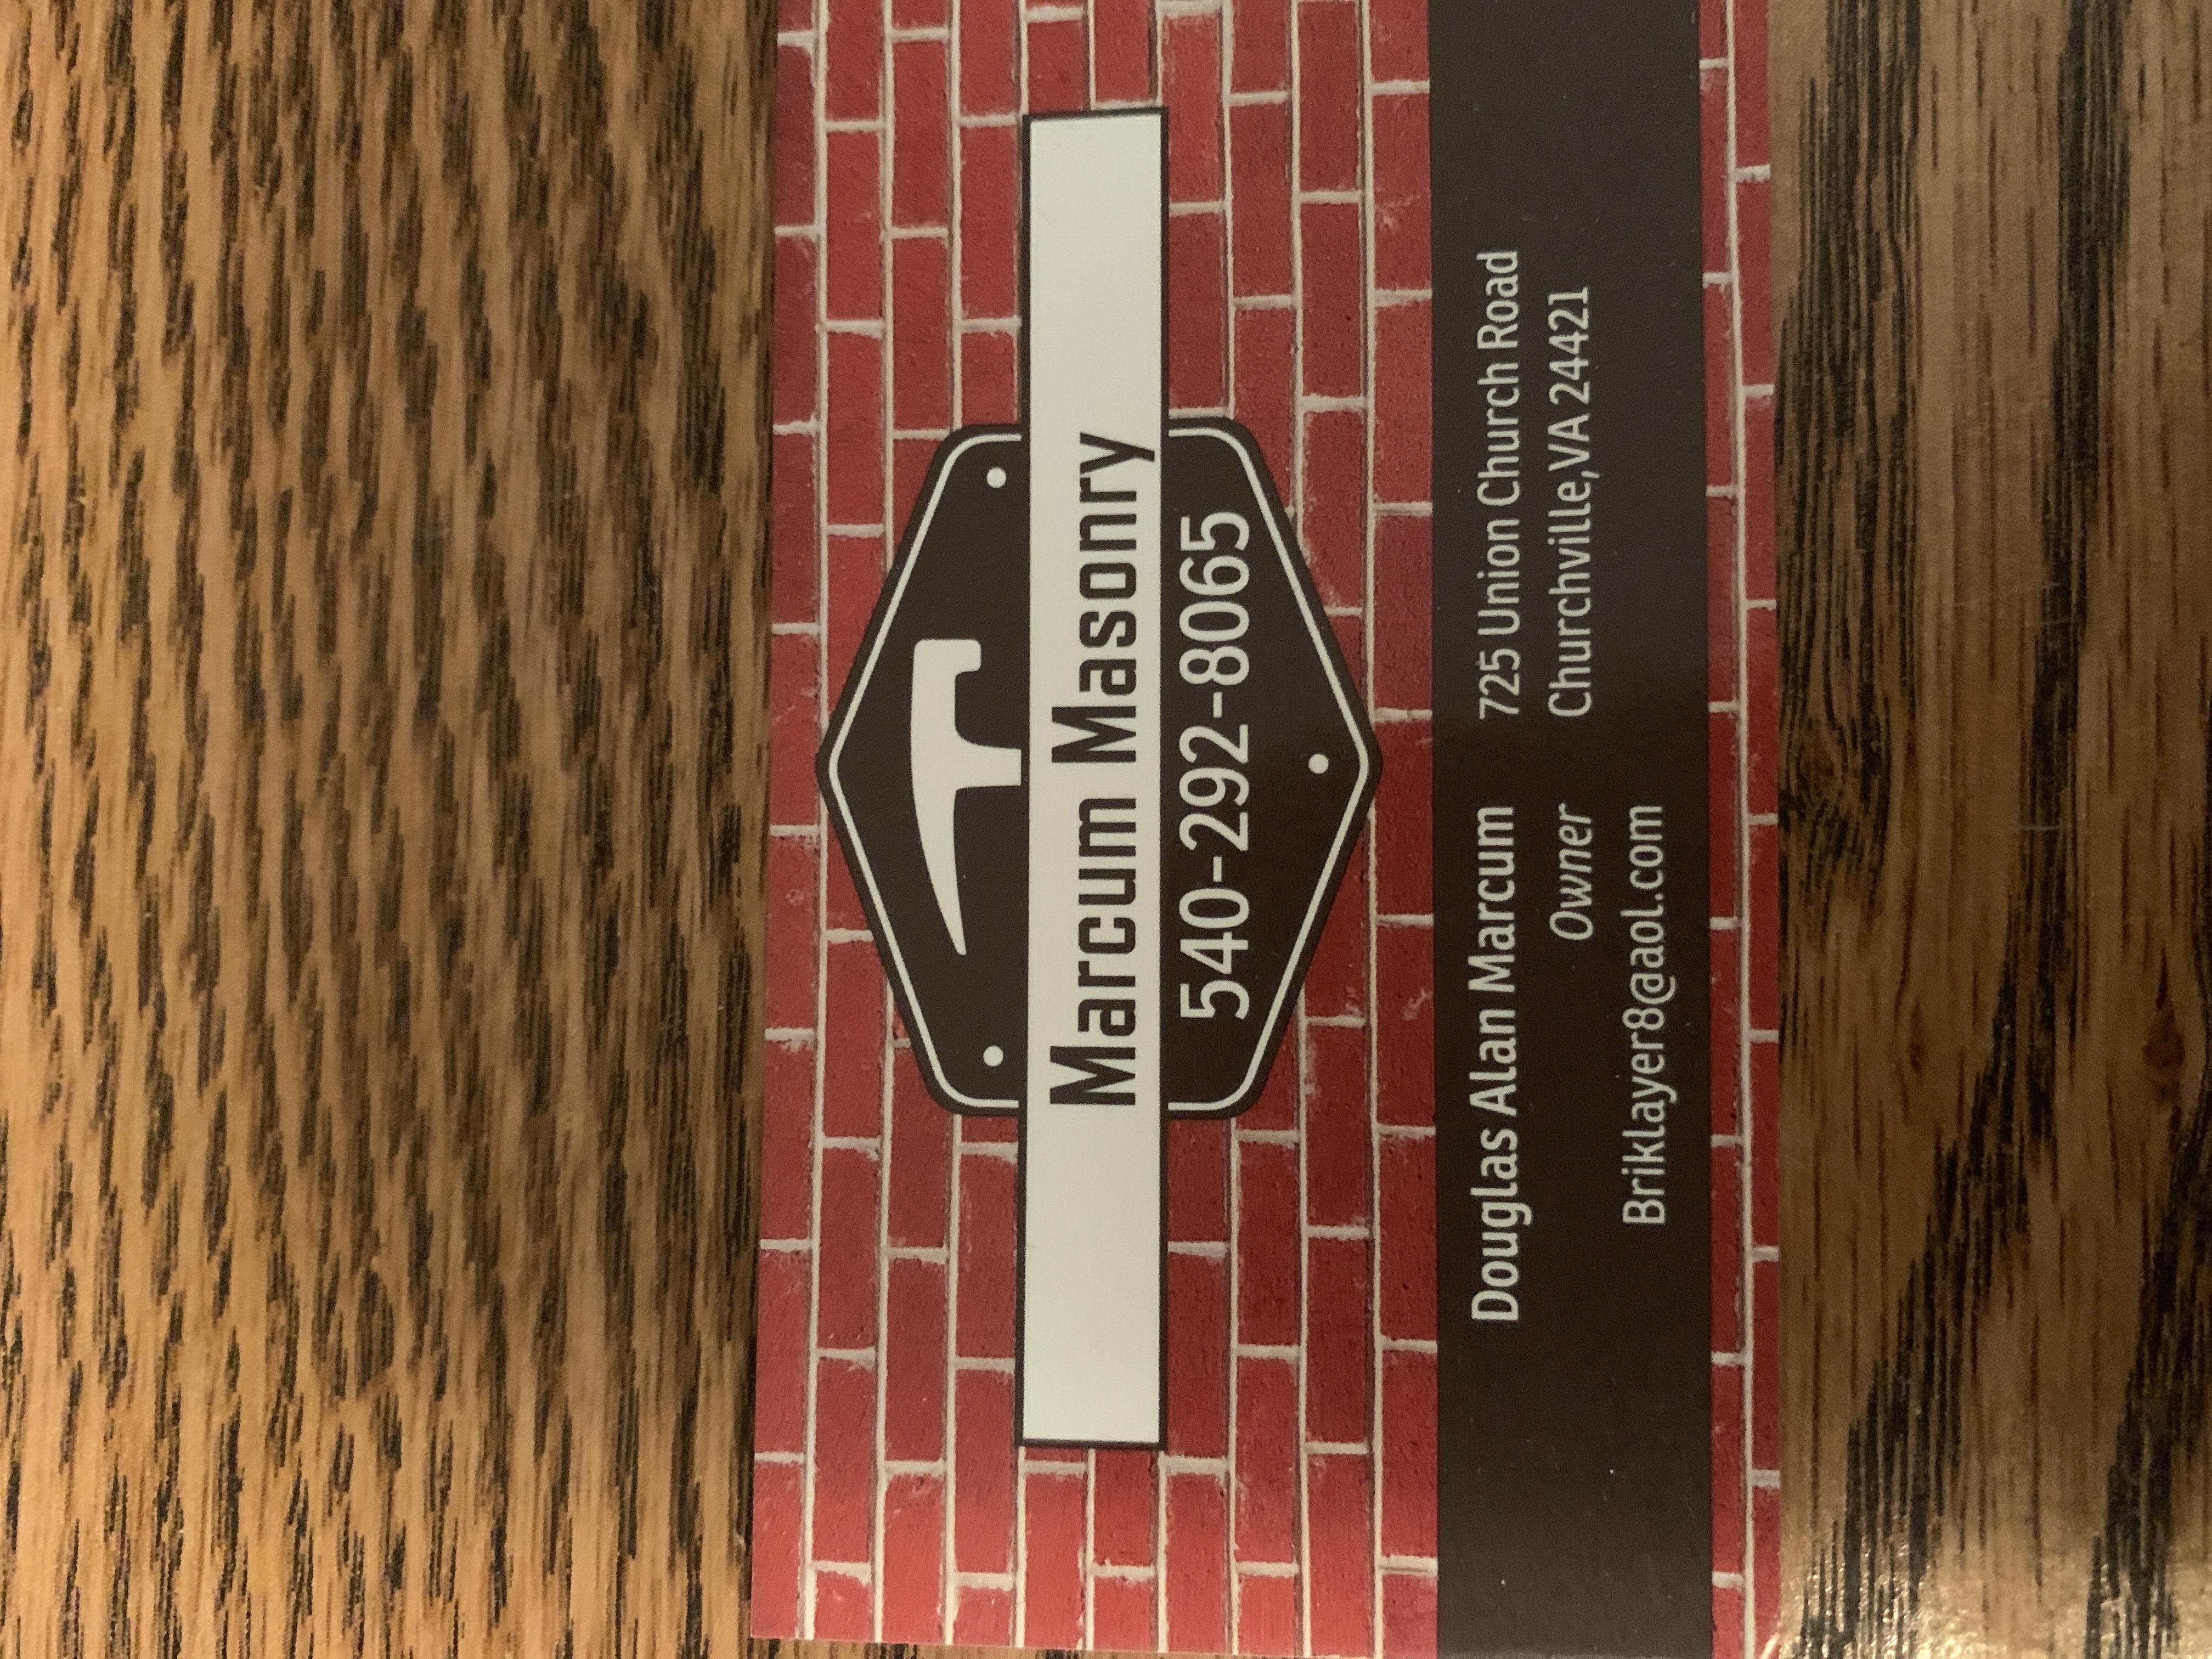 Marcum Masonry
540-292-8065
Douglas Alan Marcum
Owner
Briklayer8@aol.com
725 Union Church Road
Churchville,VA 24421